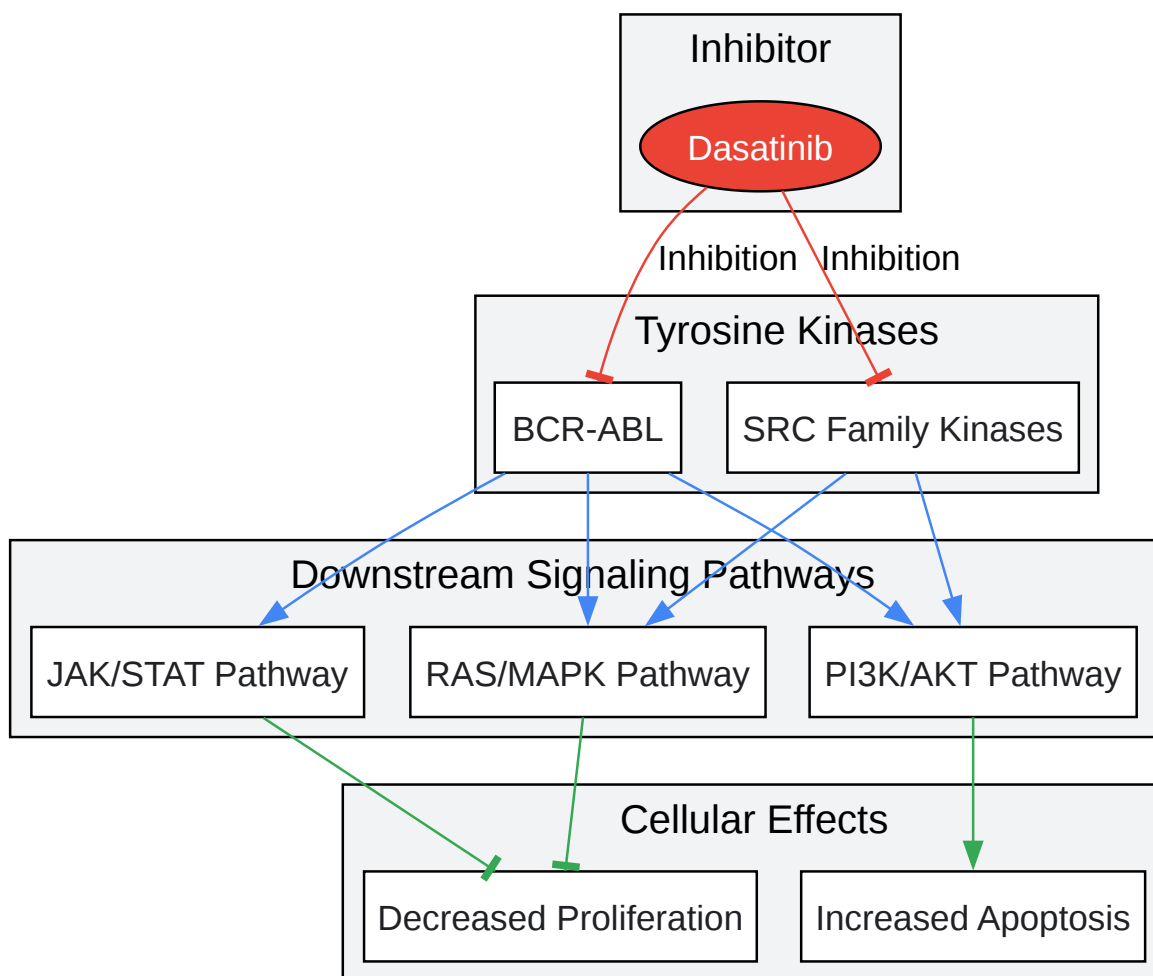 Inhibitor
Dasatinib
Inhibition
Inhibition
Tyrosine Kinases
BCR-ABL
SRC Family Kinases
Downstream Signaling Pathways
JAK/STAT Pathway
RAS/MAPK Pathway
PI3K/AKT Pathway
Cellular Effects
Decreased Proliferation
Increased Apoptosis